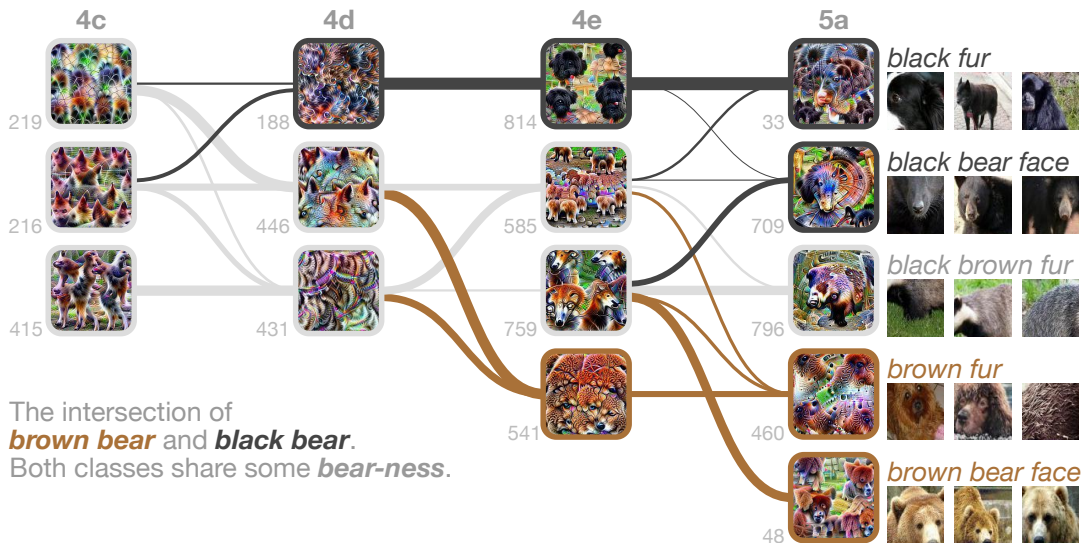 4c
4d
4e
5a
219
188
814
33
black fur
216
446
585
709
black bear face
415
431
759
796
black brown fur
541
460
brown fur
48
brown bear face
The intersection of
brown bear and black bear.
Both classes share some bear-ness.